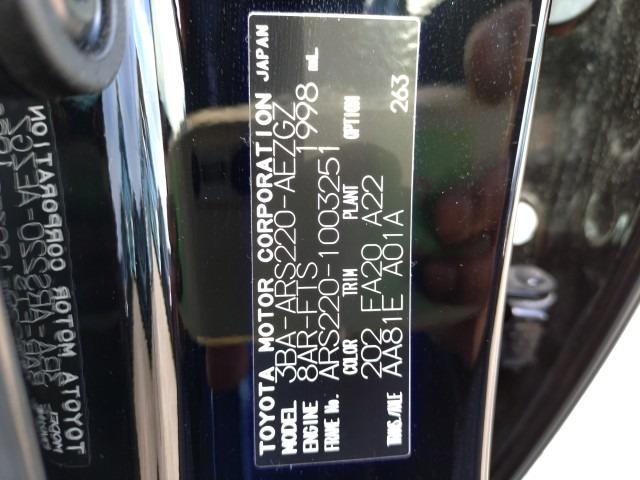 TOYOTA MOTOR CORPORATION JAPAN
MODEL 3BA-ARS220-AEZGZ
ENGINE 8AR-FTS 1998 mL
FRAME No. ARS220-1003251
COLOR TRIM PLANT OPTION
202 EA20 A22 263
TRANS./AXLE AA81E A01A